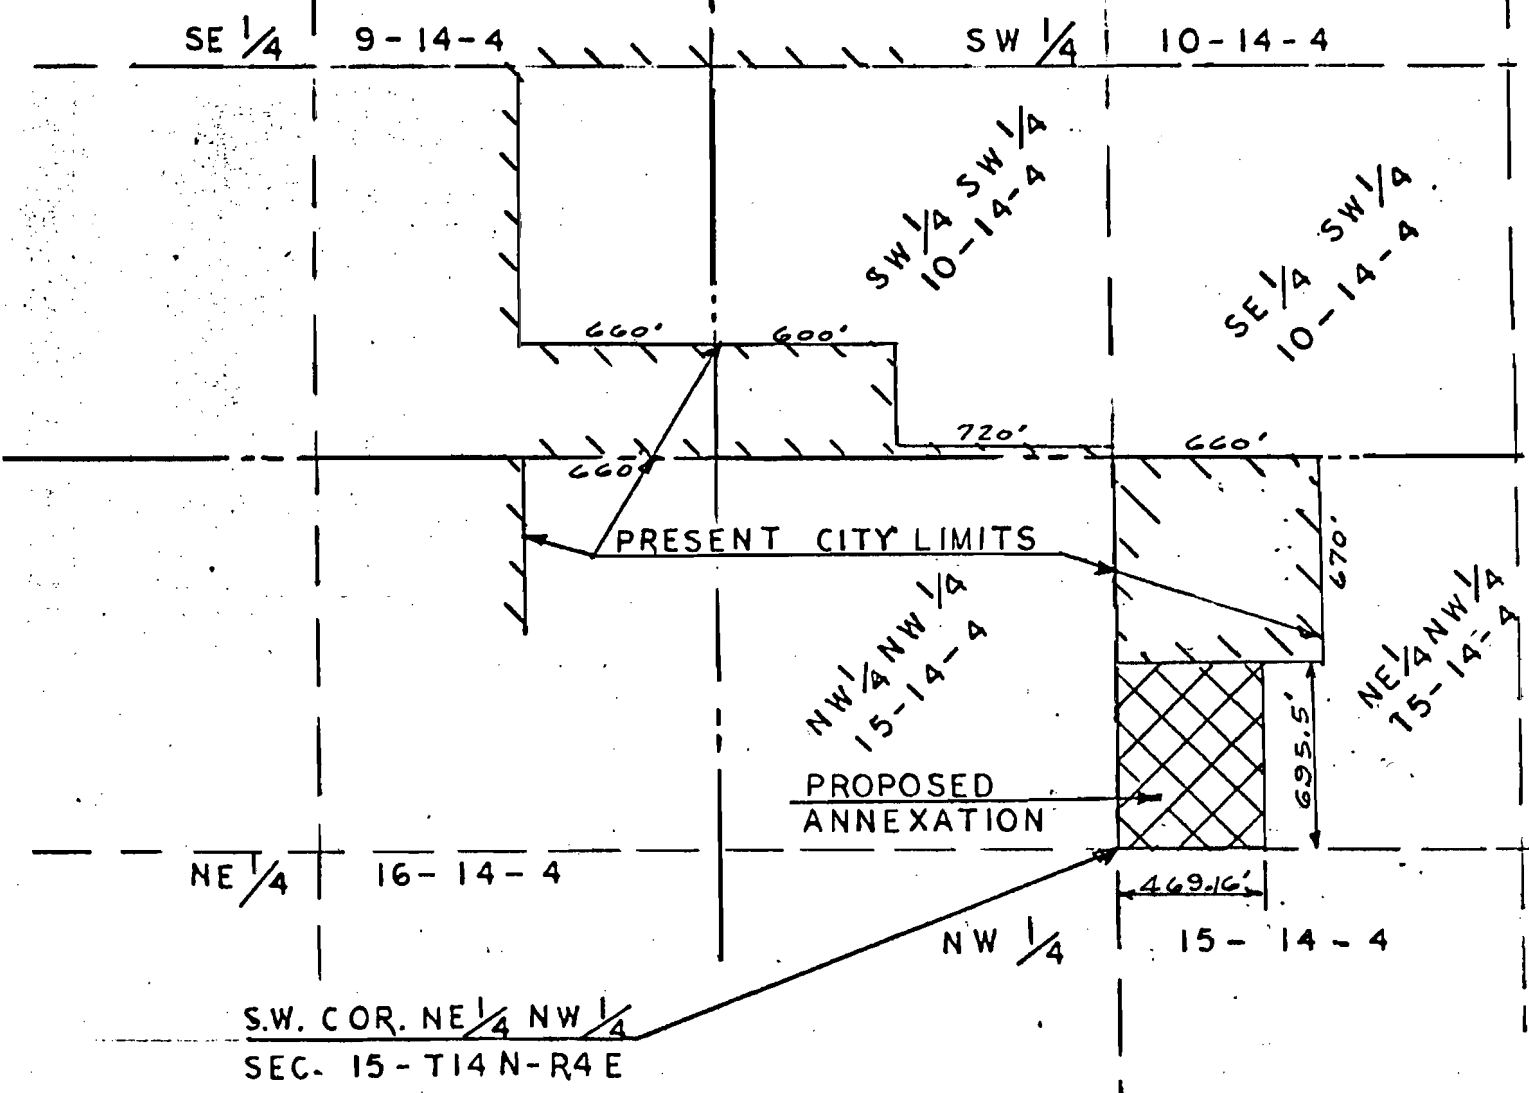 SE 1/4 9-14-4
SW 1/4 10-14-4
SW 1/4 SW 1/4
10-14-4
SE 1/4 SW 1/4
10-14-4
660'
600'
720'
660'
660'
670'
PRESENT CITY LIMITS
NW 1/4 NW 1/4
15-14-4
NE 1/4 NW 1/4
15-14-4
695.5'
PROPOSED
ANNEXATION
NE 1/4 16-14-4
469.16'
NW 1/4 15-14-4
S.W. COR. NE 1/4 NW 1/4
SEC. 15-T14N-R4E